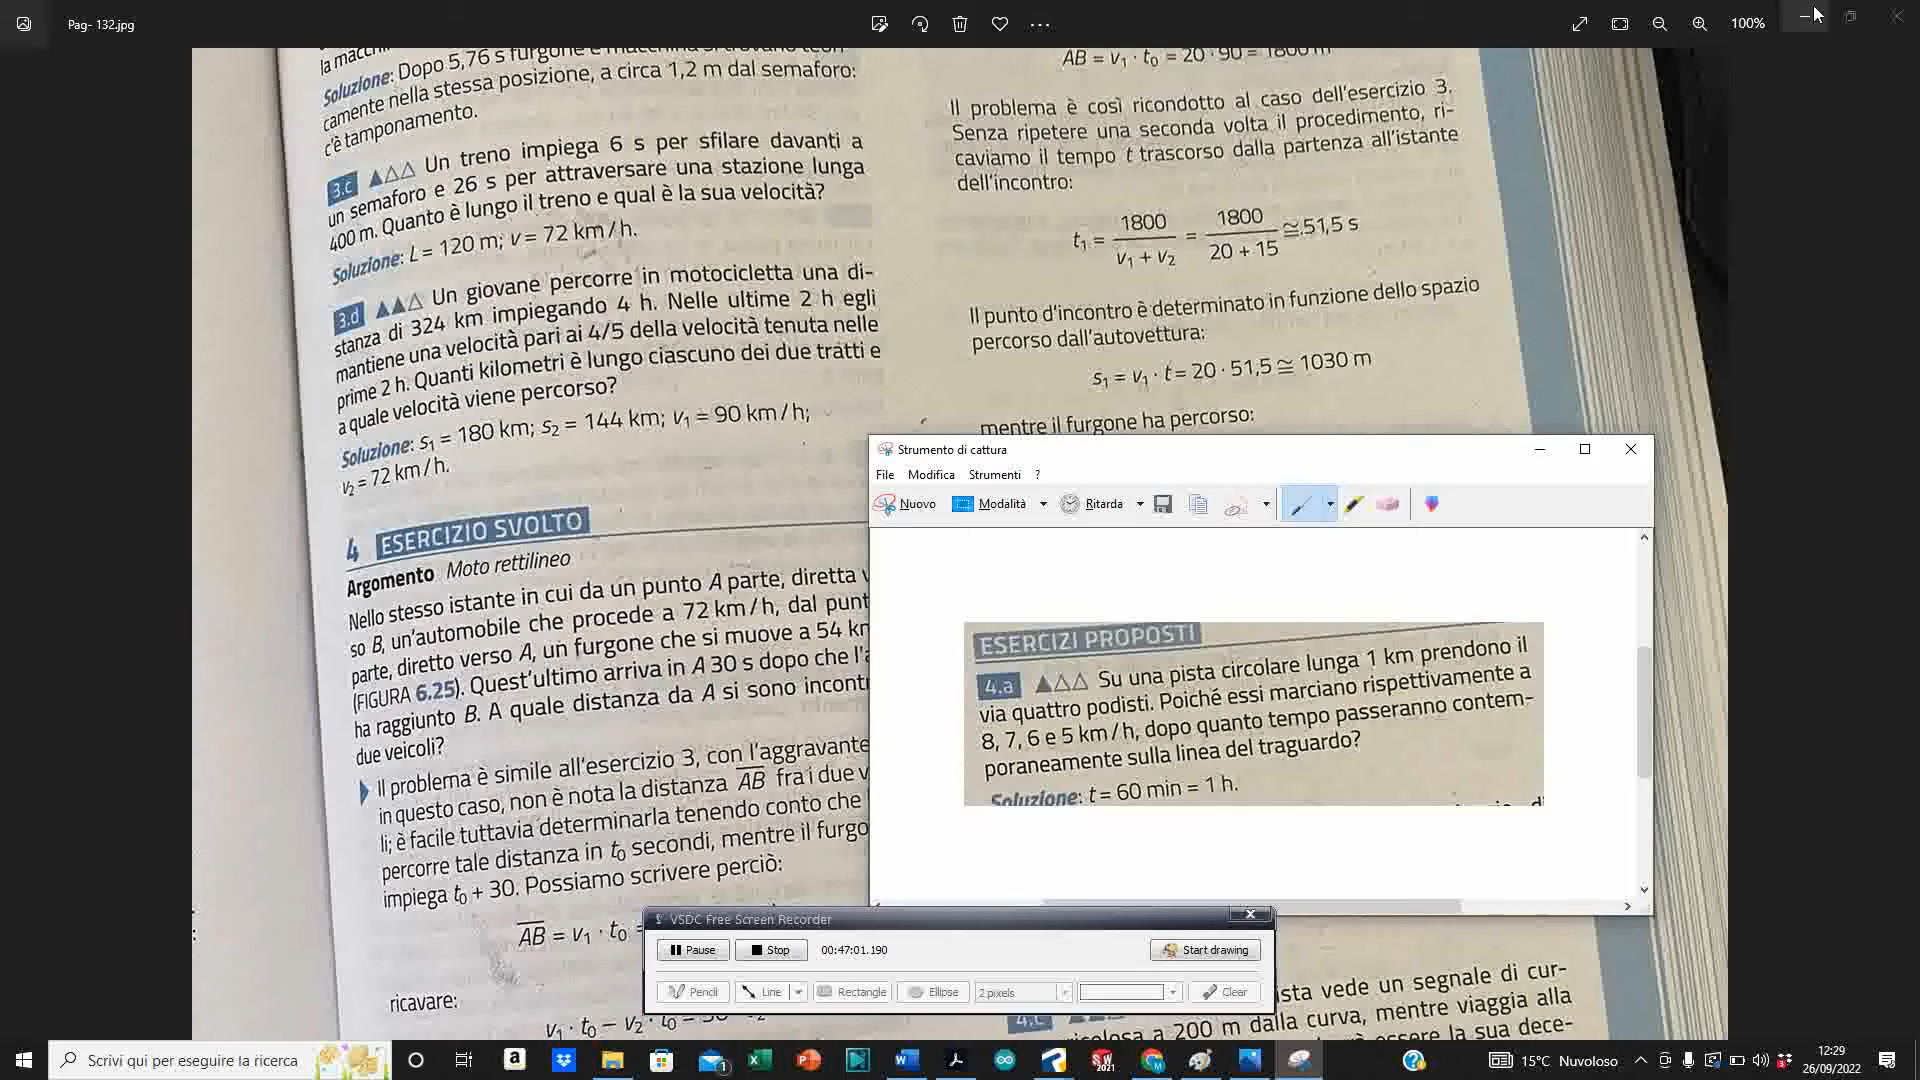 Pag- 132.jpg
100%
la macchi
Soluzione: Dopo 5,76 s furgone e macchina si trovano teori-
camente nella stessa posizione, a circa 1,2 m dal semaforo:
c'è tamponamento.
3.c Un treno impiega 6 s per sfilare davanti a
un semaforo e 26 s per attraversare una stazione lunga
400 m. Quanto è lungo il treno e qual è la sua velocità?
Soluzione: L = 120 m; v = 72 km/h.
3.d Un giovane percorre in motocicletta una di-
stanza di 324 km impiegando 4 h. Nelle ultime 2 h egli
mantiene una velocità pari ai 4/5 della velocità tenuta nelle
prime 2 h. Quanti kilometri è lungo ciascuno dei due tratti e
a quale velocità viene percorso?
Soluzione: s₁ = 180 km; s₂ = 144 km; v₁ = 90 km/h;
v₂ = 72 km/h.
4 ESERCIZIO SVOLTO
Argomento Moto rettilineo
Nello stesso istante in cui da un punto A parte, diretta v
so B, un'automobile che procede a 72 km/h, dal punt
parte, diretto verso A, un furgone che si muove a 54 km
(FIGURA 6.25). Quest'ultimo arriva in A 30 s dopo che l'a
ha raggiunto B. A quale distanza da A si sono incontr
due veicoli?
Il problema è simile all'esercizio 3, con l'aggravante
in questo caso, non è nota la distanza AB fra i due v
li; è facile tuttavia determinarla tenendo conto che
percorre tale distanza in t₀ secondi, mentre il furgo
impiega t₀ + 30. Possiamo scrivere perciò:
AB = v₁ · t₀ =
ricavare:
AB = v₁ · t₀ = 20 · 90 = 1800 m
Il problema è così ricondotto al caso dell'esercizio 3.
Senza ripetere una seconda volta il procedimento, ri-
caviamo il tempo t trascorso dalla partenza all'istante
dell'incontro:
t₁ = 1800 / (v₁ + v₂) = 1800 / (20 + 15) ≅ 51,5 s
Il punto d'incontro è determinato in funzione dello spazio
percorso dall'autovettura:
s₁ = v₁ · t = 20 · 51,5 ≅ 1030 m
mentre il furgone ha percorso:
Strumento di cattura
File Modifica Strumenti ?
Nuovo Modalità Ritarda
ESERCIZI PROPOSTI
4.a Su una pista circolare lunga 1 km prendono il
via quattro podisti. Poiché essi marciano rispettivamente a
8, 7, 6 e 5 km/h, dopo quanto tempo passeranno contem-
poraneamente sulla linea del traguardo?
Soluzione: t = 60 min = 1 h.
VSDC Free Screen Recorder
Pause Stop 00:47:01.190 Start drawing
Pencil Line Rectangle Ellipse 2 pixels Clear
ista vede un segnale di cur-
4.c
ricolosa a 200 m dalla curva, mentre viaggia alla
essere la sua dece-
Scrivi qui per eseguire la ricerca
15°C Nuvoloso
12:29
26/09/2022